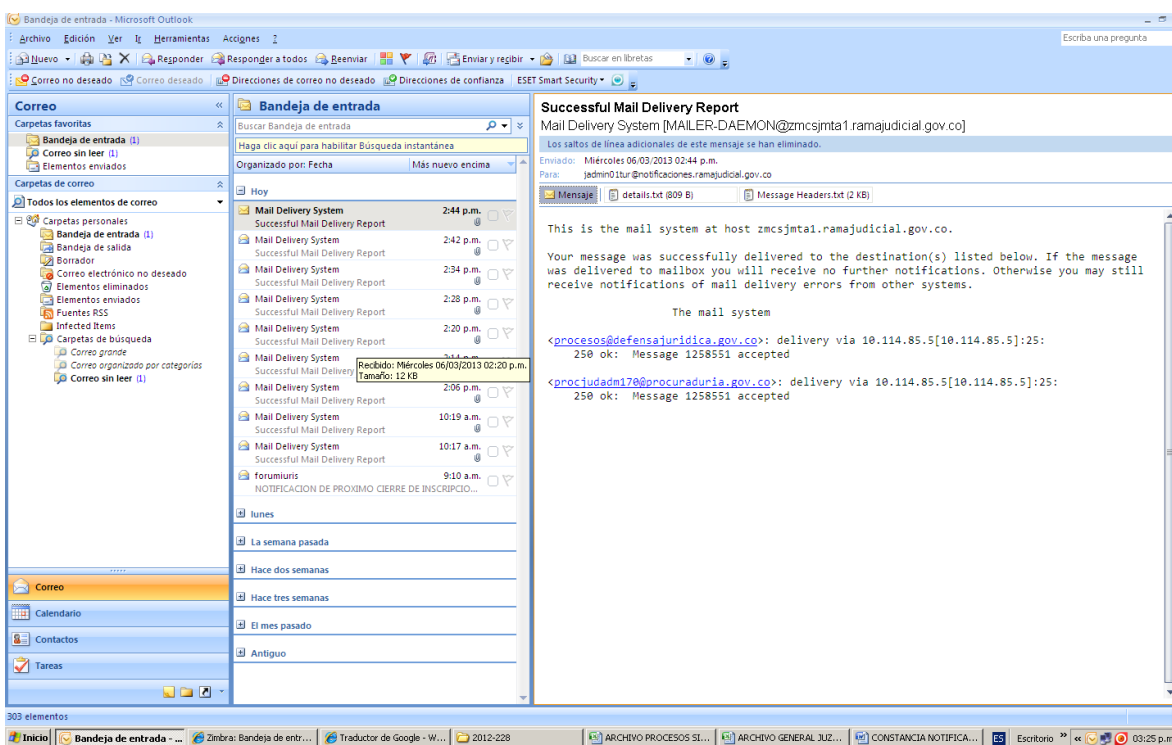 Bandeja de entrada - Microsoft Outlook
Archivo Edición Ver Ir Herramientas Acciones ?
Escriba una pregunta
Nuevo Responder Responder a todos Reenviar Enviar y recibir Buscar en libretas
Correo no deseado Correo deseado Direcciones de correo no deseado Direcciones de confianza ESET Smart Security
Correo
Carpetas favoritas
Bandeja de entrada (1)
Correo sin leer (1)
Elementos enviados
Carpetas de correo
Todos los elementos de correo
Carpetas personales
Bandeja de entrada (1)
Bandeja de salida
Borrador
Correo electrónico no deseado
Elementos eliminados
Elementos enviados
Fuentes RSS
Infected Items
Carpetas de búsqueda
Correo grande
Correo organizado por categorías
Correo sin leer (1)
Correo
Calendario
Contactos
Tareas
Bandeja de entrada
Buscar Bandeja de entrada
Haga clic aquí para habilitar Búsqueda instantánea
Organizado por: Fecha Más nuevo encima
Hoy
Mail Delivery System 2:44 p.m.
Successful Mail Delivery Report
Mail Delivery System 2:42 p.m.
Successful Mail Delivery Report
Mail Delivery System 2:34 p.m.
Successful Mail Delivery Report
Mail Delivery System 2:28 p.m.
Successful Mail Delivery Report
Mail Delivery System 2:20 p.m.
Successful Mail Delivery Report
Mail Delivery System
Successful Mail Delivery
Recibido: Miércoles 06/03/2013 02:20 p.m.
Tamaño: 12 KB
Mail Delivery System 2:06 p.m.
Successful Mail Delivery Report
Mail Delivery System 10:19 a.m.
Successful Mail Delivery Report
Mail Delivery System 10:17 a.m.
Successful Mail Delivery Report
forumiuris 9:10 a.m.
NOTIFICACION DE PROXIMO CIERRE DE INSCRIPCIO...
lunes
La semana pasada
Hace dos semanas
Hace tres semanas
El mes pasado
Antiguo
Successful Mail Delivery Report
Mail Delivery System [MAILER-DAEMON@zmcsjmta1.ramajudicial.gov.co]
Los saltos de línea adicionales de este mensaje se han eliminado.
Enviado: Miércoles 06/03/2013 02:44 p.m.
Para: jadmin01tur@notificaciones.ramajudicial.gov.co
Mensaje details.txt (809 B) Message Headers.txt (2 KB)
This is the mail system at host zmcsjmta1.ramajudicial.gov.co.
Your message was successfully delivered to the destination(s) listed below. If the message
was delivered to mailbox you will receive no further notifications. Otherwise you may still
receive notifications of mail delivery errors from other systems.
The mail system
<procesos@defensajuridica.gov.co>: delivery via 10.114.85.5[10.114.85.5]:25:
250 ok: Message 1258551 accepted
<procjudadm170@procuraduria.gov.co>: delivery via 10.114.85.5[10.114.85.5]:25:
250 ok: Message 1258551 accepted
303 elementos
Inicio Bandeja de entrada - ... Zimbra: Bandeja de entr... Traductor de Google - W... 2012-228 ARCHIVO PROCESOS SI... ARCHIVO GENERAL JUZ... CONSTANCIA NOTIFICA... ES Escritorio 03:25 p.m